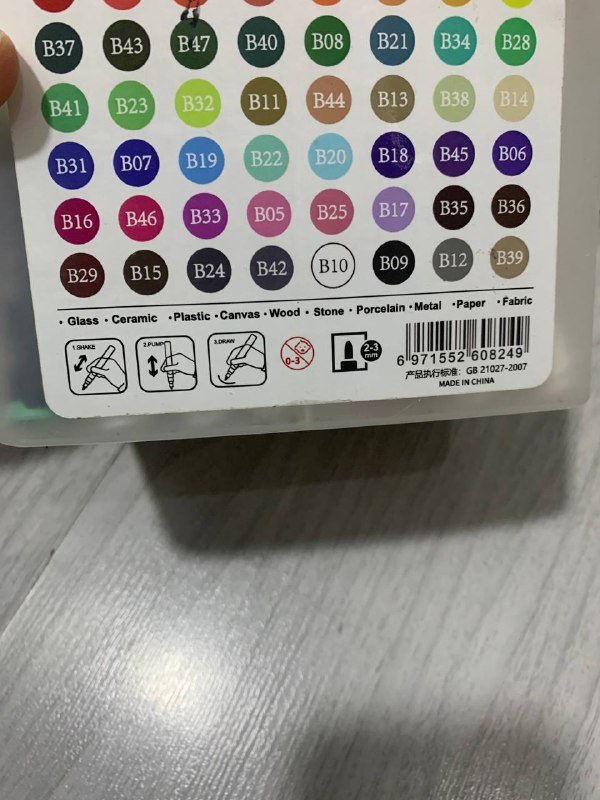 B37 B43 B47 B40 B08 B21 B34 B28
B41 B23 B32 B11 B44 B13 B38 B14
B31 B07 B19 B22 B20 B18 B45 B06
B16 B46 B33 B05 B25 B17 B35 B36
B29 B15 B24 B42 B10 B09 B12 B39
· Glass · Ceramic · Plastic · Canvas · Wood · Stone · Porcelain · Metal · Paper · Fabric
1.SHAKE 2.PUMP 3.DRAW 0-3 2-3 mm
6 971552 608249
产品执行标准: GB 21027-2007
MADE IN CHINA